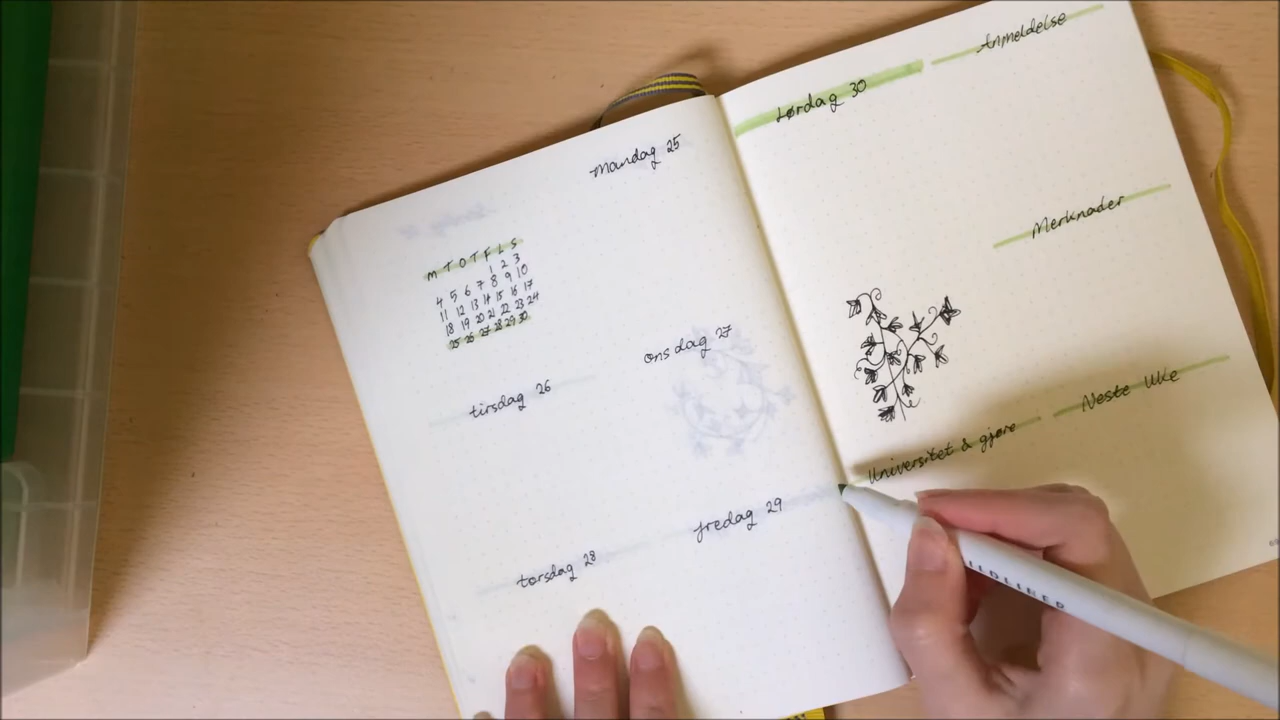 Mandag 25
M T O T F L S
1 2 3
4 5 6 7 8 9 10
11 12 13 14 15 16 17
18 19 20 21 22 23 24
25 26 27 28 29 30
onsdag 27
tirsdag 26
fredag 29
torsdag 28
Lørdag 30
Anmeldelse
Merknader
Neste Uke
Universitet & gjøre
MILDLINER